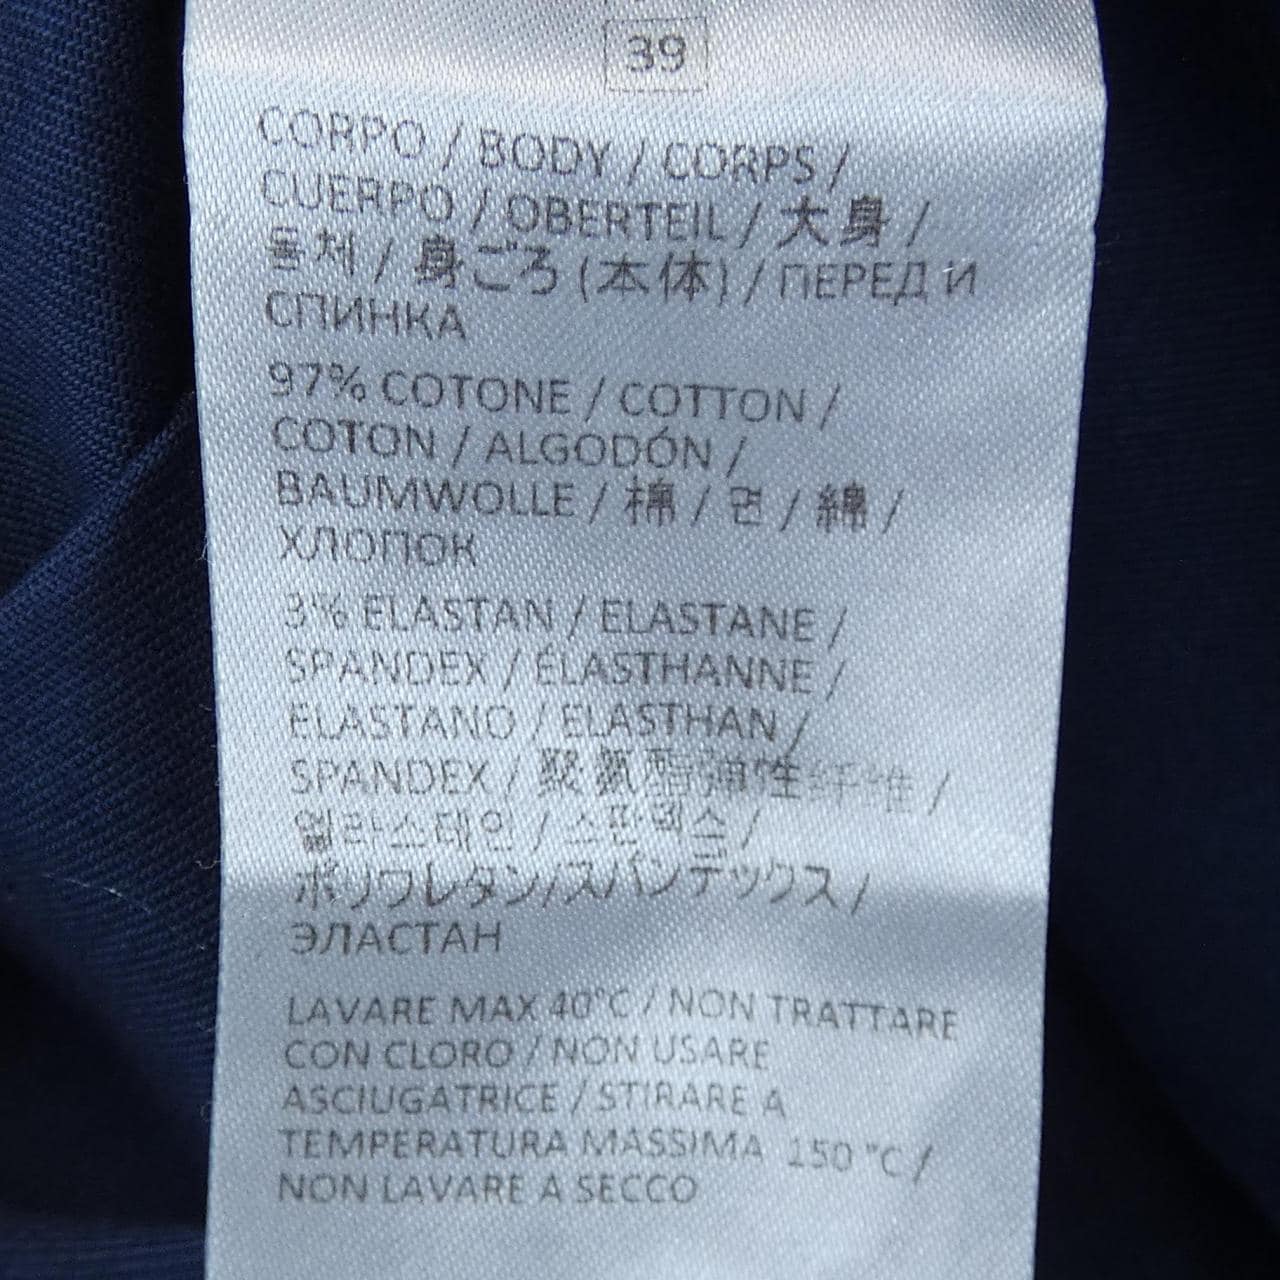 39
CORPO / BODY / CORPS /
CUERPO / OBERTEIL / 大身 /
몸체 / 身ごろ (本体) / ПЕРЕД И
СПИНКА
97% COTONE / COTTON /
COTON / ALGODÓN /
BAUMWOLLE / 棉 / 면 / 綿 /
ХЛОПОК
3% ELASTAN / ELASTANE /
SPANDEX / ÉLASTHANNE /
ELASTANO / ELASTHAN /
SPANDEX / 聚氨酯弹性纤维 /
엘라스테인 / 스판덱스 /
ポリウレタン/スパンデックス /
ЭЛАСТАН
LAVARE MAX 40°C / NON TRATTARE
CON CLORO / NON USARE
ASCIUGATRICE / STIRARE A
TEMPERATURA MASSIMA 150 °C /
NON LAVARE A SECCO